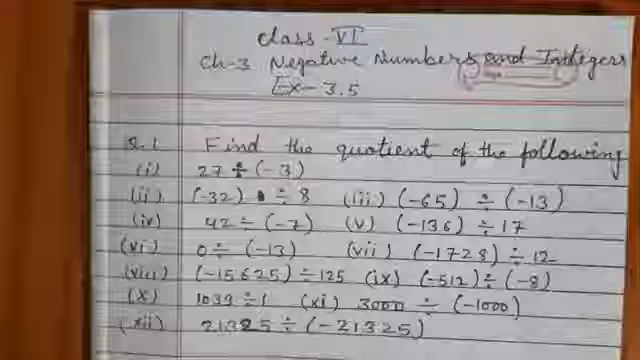 Class - VI
Ch-3 Negative Numbers and Integers
Ex - 3.5
Q.1 Find the quotient of the following
(i) 27 ÷ (-3)
(ii) (-32) ÷ 8 (iii) (-65) ÷ (-13)
(iv) 42 ÷ (-7) (v) (-136) ÷ 17
(vi) 0 ÷ (-13) (vii) (-1728) ÷ 12
(viii) (-15625) ÷ 125 (ix) (-512) ÷ (-8)
(x) 1039 ÷ 1 (xi) 3000 ÷ (-1000)
(xii) 21325 ÷ (-21325)